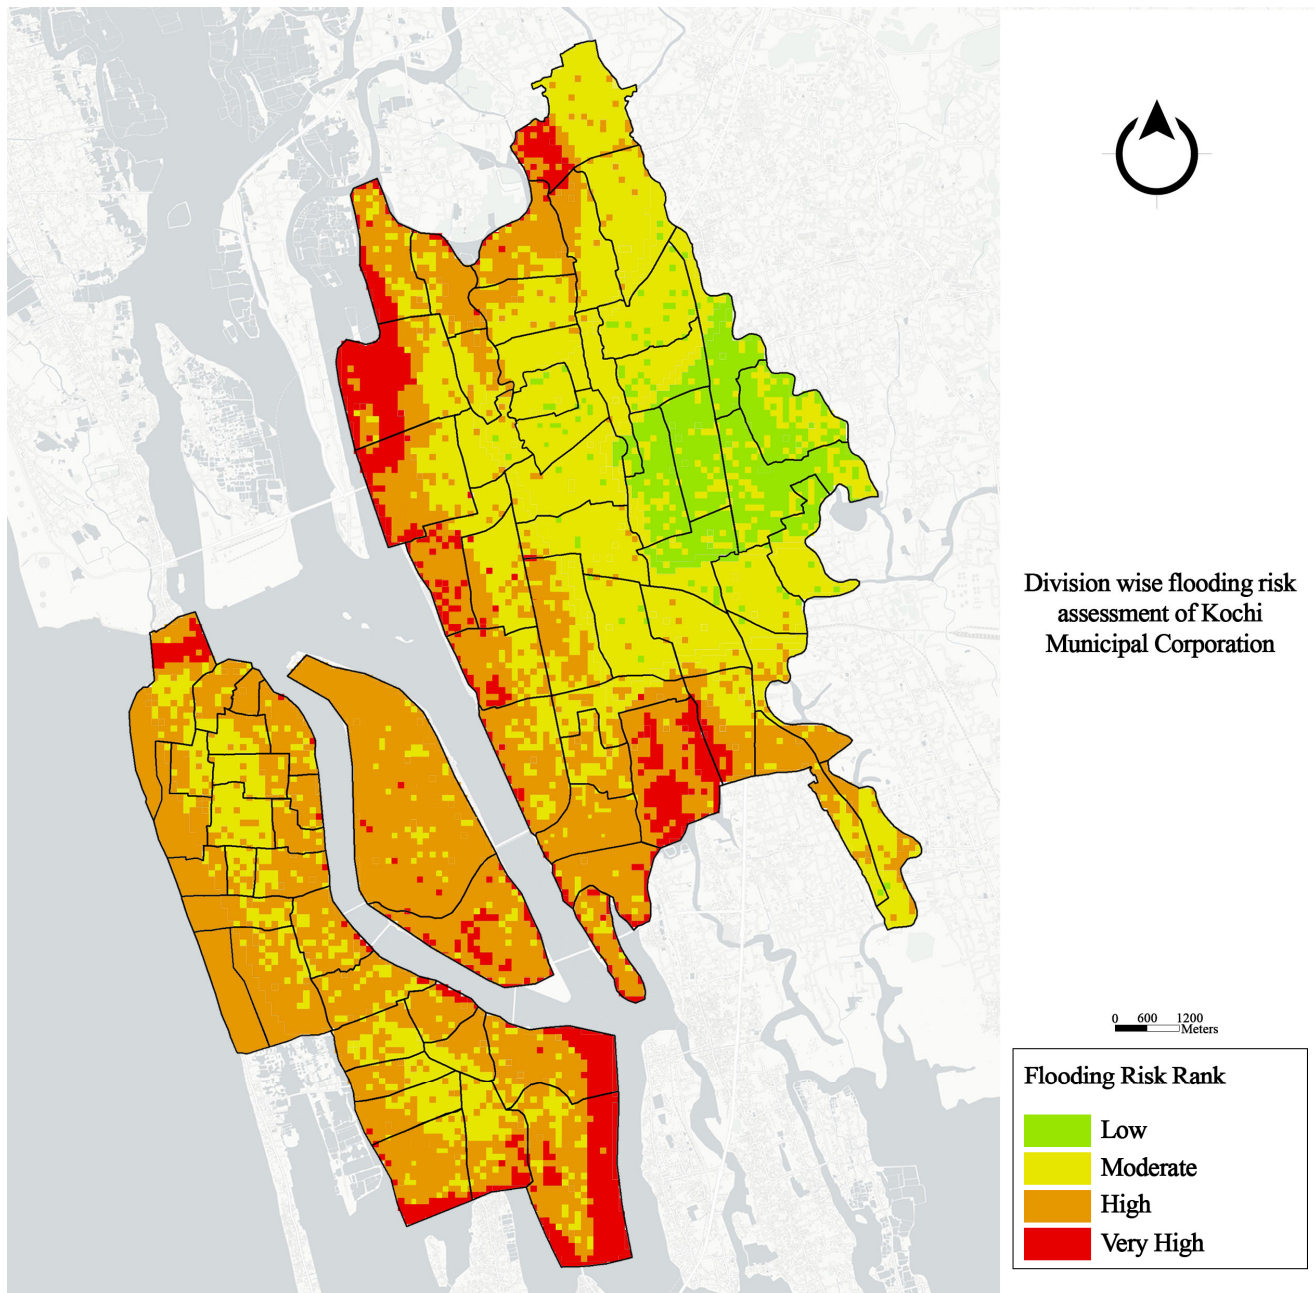 Division wise flooding risk
assessment of Kochi
Municipal Corporation
0 600 1200
Meters
Flooding Risk Rank
Low
Moderate
High
Very High